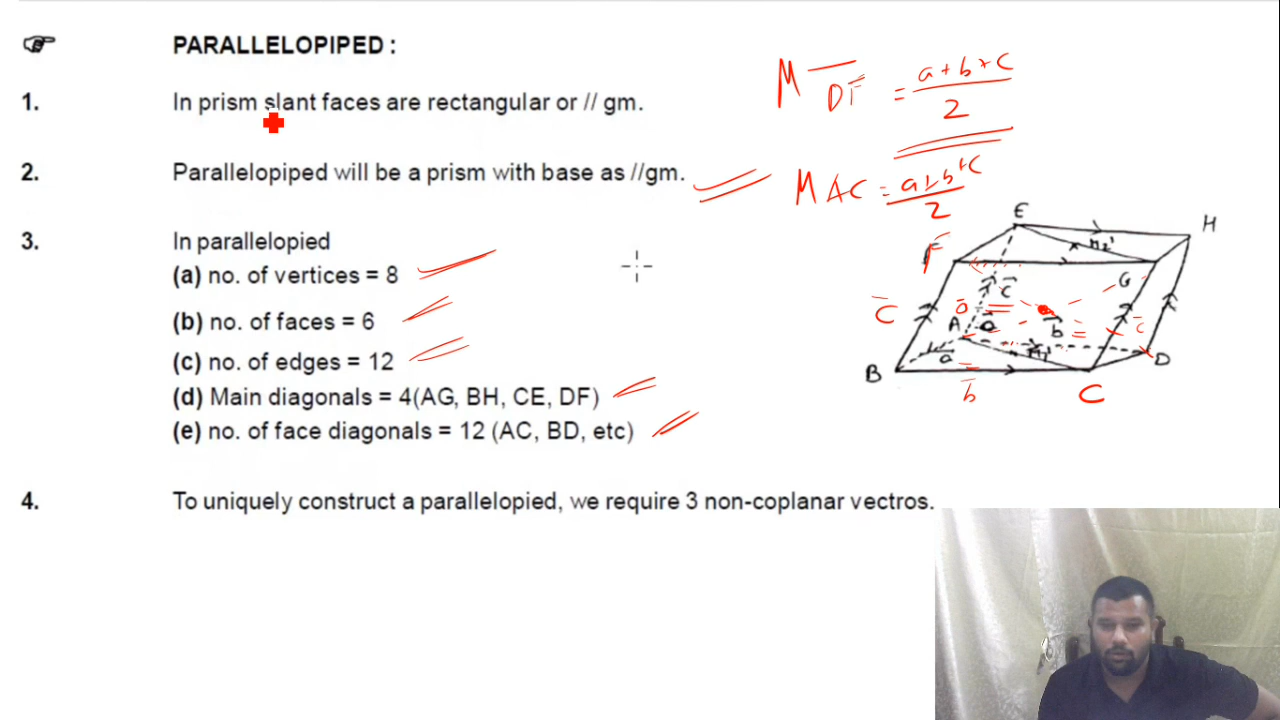 PARALLELOPIPED :
1. In prism slant faces are rectangular or // gm.
2. Parallelopiped will be a prism with base as //gm.
3. In parallelopied
(a) no. of vertices = 8
(b) no. of faces = 6
(c) no. of edges = 12
(d) Main diagonals = 4(AG, BH, CE, DF)
(e) no. of face diagonals = 12 (AC, BD, etc)
4. To uniquely construct a parallelopied, we require 3 non-coplanar vectros.
M DF = a+b+c / 2
M AC = a+b+c / 2
E
H
F
G
c
c
A
a
b
c
B
a
D
b
C